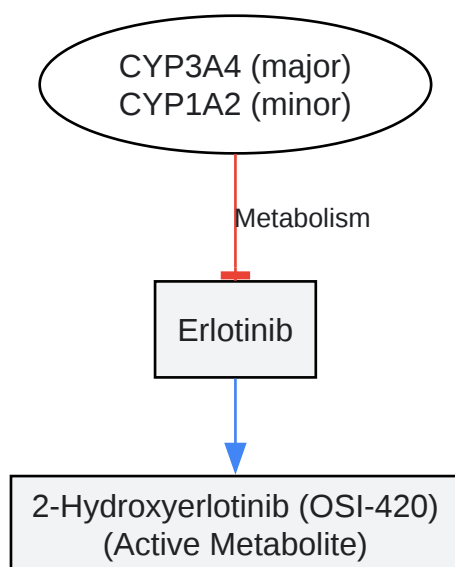 CYP3A4 (major)
CYP1A2 (minor)
Metabolism
Erlotinib
2-Hydroxyerlotinib (OSI-420)
(Active Metabolite)